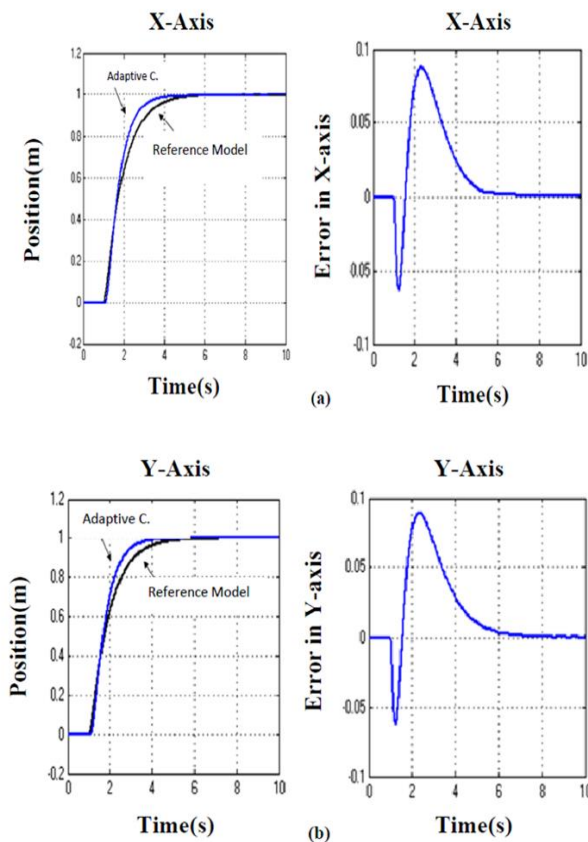 X-Axis
1.2
1
0.8
0.6
0.4
0.2
0
-0.2
0
2
4
6
8
10
Adaptive C.
Reference Model
Position(m)
Time(s)
X-Axis
0.1
0.05
0
-0.05
-0.1
0
2
4
6
8
10
Error in X-axis
Time(s)
(a)
Y-Axis
1.2
1
0.8
0.6
0.4
0.2
0
-0.2
0
2
4
6
8
10
Adaptive C.
Reference Model
Position(m)
Time(s)
Y-Axis
0.1
0.05
0
-0.05
-0.1
0
2
4
6
8
10
Error in Y-axis
Time(s)
(b)